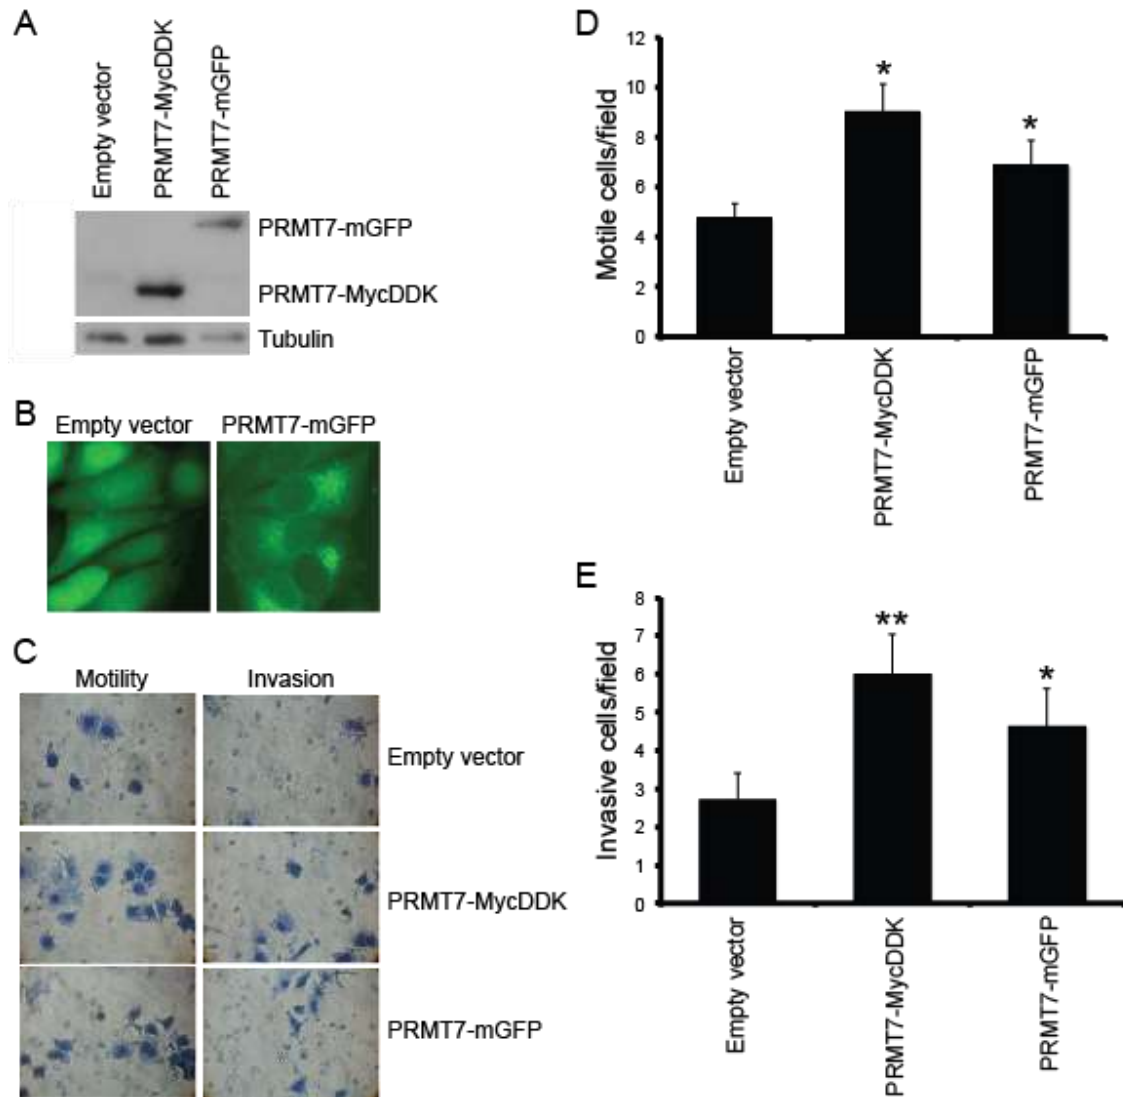 A
Empty vector
PRMT7-MycDDK
PRMT7-mGFP
PRMT7-mGFP
PRMT7-MycDDK
Tubulin
B
Empty vector
PRMT7-mGFP
C
Motility
Invasion
Empty vector
PRMT7-MycDDK
PRMT7-mGFP
D
Motile cells/field
12
10
8
6
4
2
0
*
*
Empty vector
PRMT7-MycDDK
PRMT7-mGFP
E
Invasive cells/field
8
7
6
5
4
3
2
1
0
**
*
Empty vector
PRMT7-MycDDK
PRMT7-mGFP